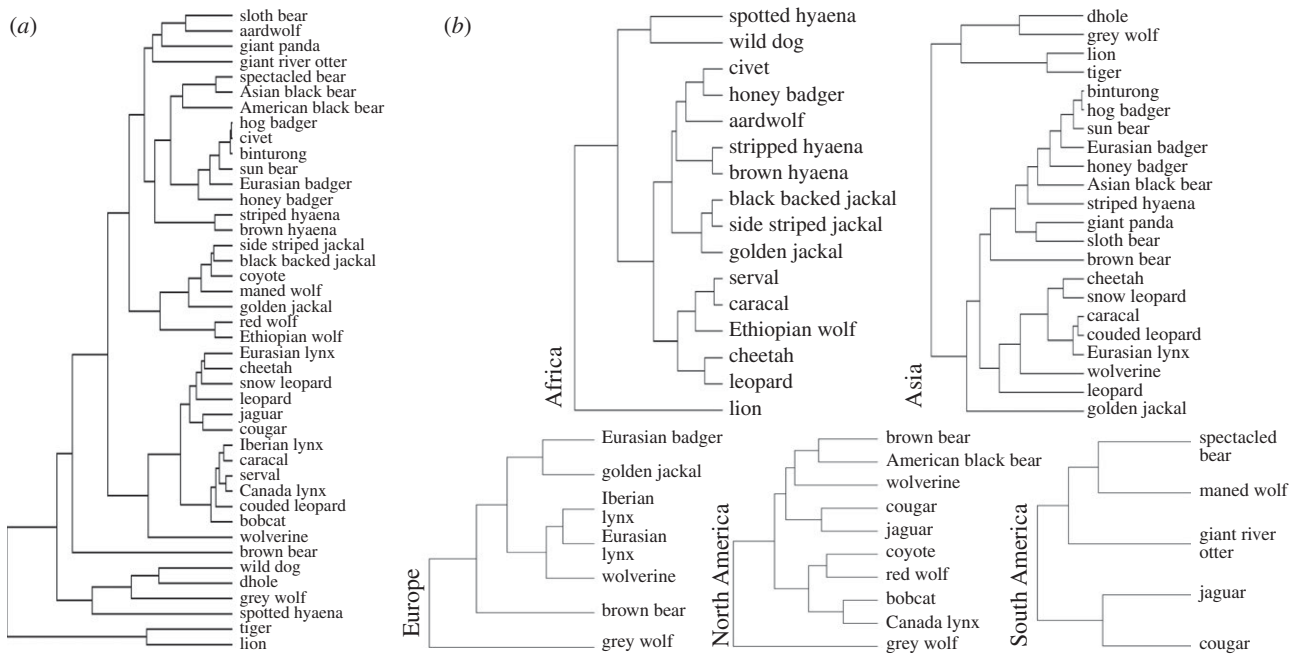 (a)
sloth bear
aardwolf
giant panda
giant river otter
spectacled bear
Asian black bear
American black bear
hog badger
civet
binturong
sun bear
Eurasian badger
honey badger
striped hyaena
brown hyaena
side striped jackal
black backed jackal
coyote
maned wolf
golden jackal
red wolf
Ethiopian wolf
Eurasian lynx
cheetah
snow leopard
leopard
jaguar
cougar
Iberian lynx
caracal
serval
Canada lynx
couded leopard
bobcat
wolverine
brown bear
wild dog
dhole
grey wolf
spotted hyaena
tiger
lion
(b)
Africa
spotted hyaena
wild dog
civet
honey badger
aardwolf
stripped hyaena
brown hyaena
black backed jackal
side striped jackal
golden jackal
serval
caracal
Ethiopian wolf
cheetah
leopard
lion
Asia
dhole
grey wolf
lion
tiger
binturong
hog badger
sun bear
Eurasian badger
honey badger
Asian black bear
striped hyaena
giant panda
sloth bear
brown bear
cheetah
snow leopard
caracal
couded leopard
Eurasian lynx
wolverine
leopard
golden jackal
Europe
Eurasian badger
golden jackal
Iberian
lynx
Eurasian
lynx
wolverine
brown bear
grey wolf
North America
brown bear
American black bear
wolverine
cougar
jaguar
coyote
red wolf
bobcat
Canada lynx
grey wolf
South America
spectacled
bear
maned wolf
giant river
otter
jaguar
cougar